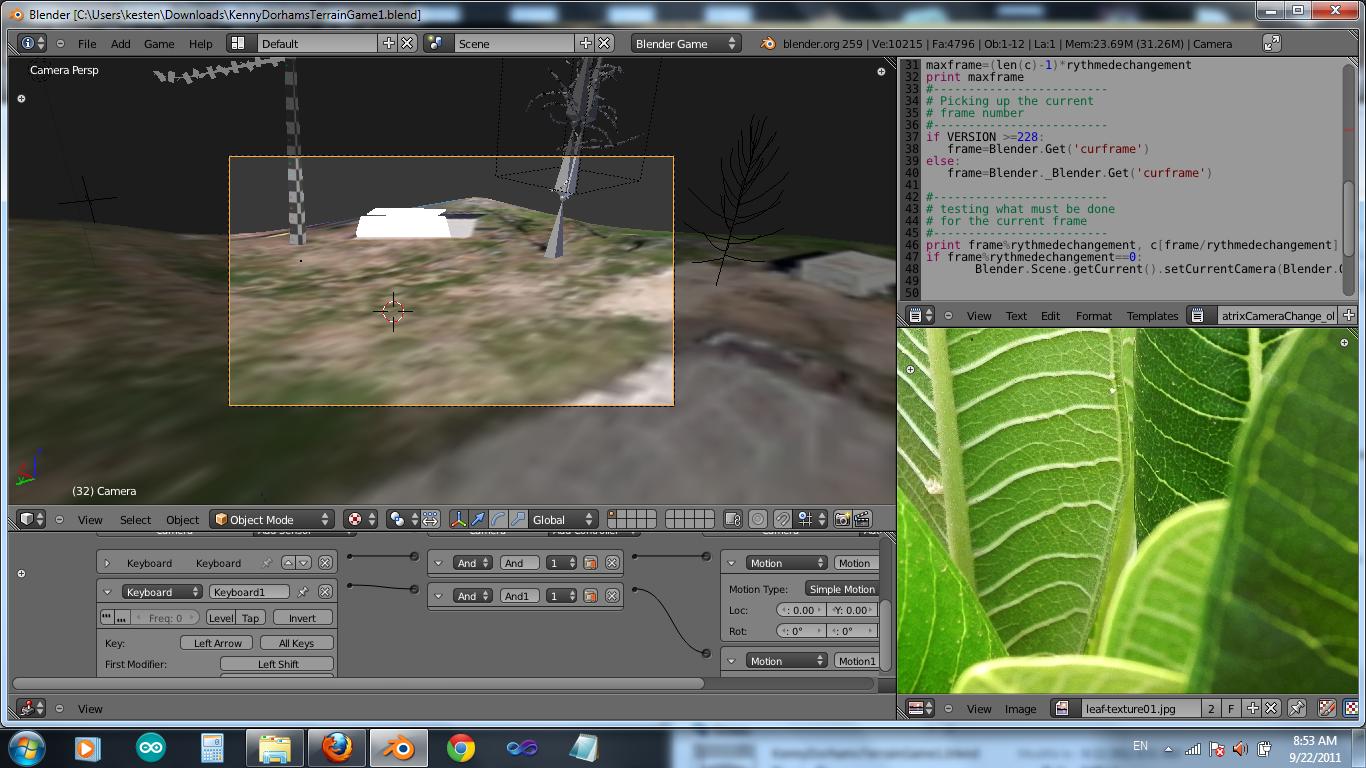 Blender [C:\Users\kesten\Downloads\KennyDorhamsTerrainGame1.blend]
File Add Game Help Default Scene Blender Game blender.org 259 | Ve:10215 | Fa:4796 | Ob:1-12 | La:1 | Mem:23.69M (31.26M) | Camera
Camera Persp
(32) Camera
View Select Object Object Mode Global
31 maxframe=(len(c)-1)*rythmedechangement
32 print maxframe
33 #-------------------------
34 # Picking up the current
35 # frame number
36 #-------------------------
37 if VERSION >=228:
38 frame=Blender.Get('curframe')
39 else:
40 frame=Blender._Blender.Get('curframe')
41
42 #-------------------------
43 # testing what must be done
44 # for the current frame
45 #-------------------------
46 print frame%rythmedechangement, c[frame/rythmedechangement]
47 if frame%rythmedechangement==0:
48 Blender.Scene.getCurrent().setCurrentCamera(Blender.
49
50
View Text Edit Format Templates atrixCameraChange_ol
Keyboard Keyboard And And 1 Motion Motion
Keyboard Keyboard1 And And1 1 Motion Type: Simple Motion
Freq: 0 Level Tap Invert Loc: : 0.00 Y: 0.00
Rot: : 0° : 0°
Key: Left Arrow All Keys
First Modifier: Left Shift Motion Motion1
View
View Image leaf-texture01.jpg 2 F
EN 8:53 AM
9/22/2011